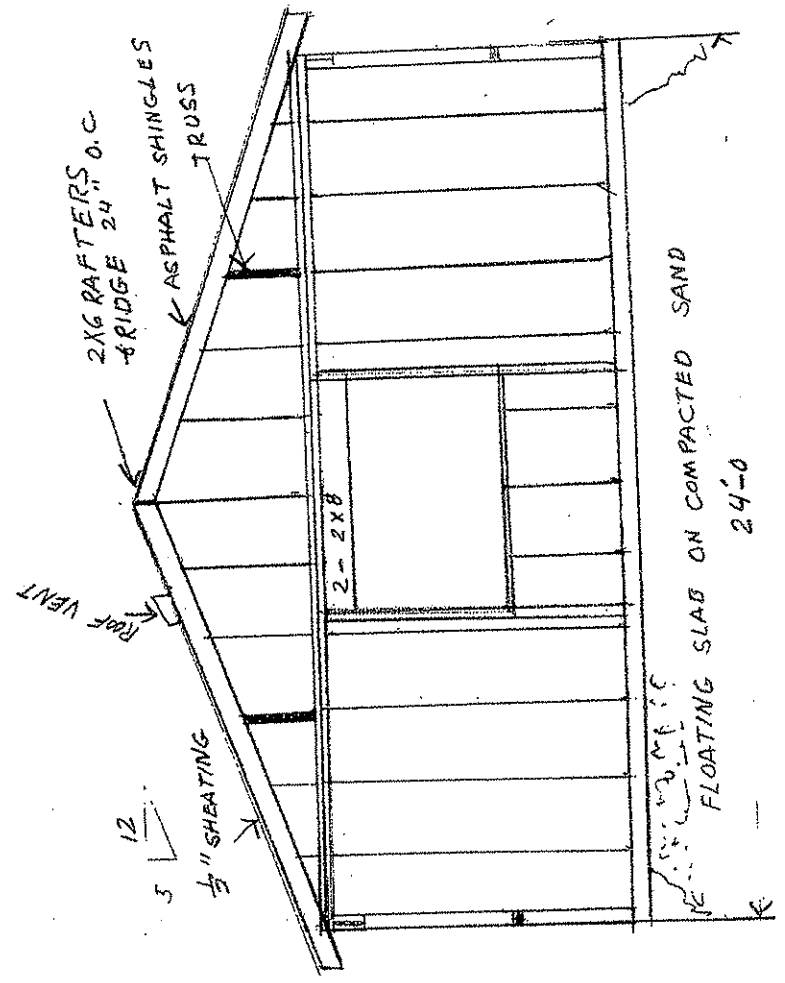 2X6 RAFTERS
& RIDGE 24" O.C
ASPHALT SHINGLES
TRUSS
ROOF VENT
12
5
½" SHEATING
2 - 2X8
FLOATING SLAB ON COMPACTED SAND
24'-0